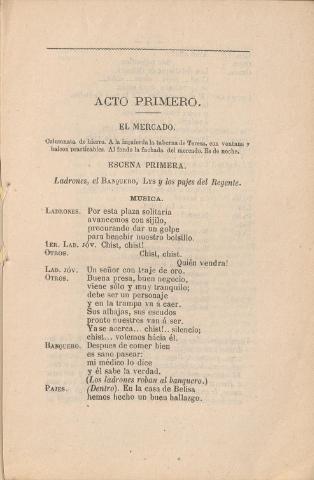 ACTO PRIMERO.
EL MERCADO.
Columnata de hierro. A la izquierda la taberna de Teresa, con ventana y
balcon practicables. Al fondo la fachada del mercado. Es de noche.
ESCENA PRIMERA.
Ladrones, el BANQUERO, LYS y los pajes del Regente.
MUSICA.
LADRONES. Por esta plaza solitaria
avancemos con sijilo,
procurando dar un golpe
para henchir nuestro bolsillo.
1ER. LAD. JÓV. Chist, chist!
OTROS. Chist, chist.
Quién vendra!
LAD. JÓV. Un señor con traje de oro.
OTROS. Buena presa, buen negocio,
viene sólo y muy tranquilo;
debe ser un personaje
y en la trampa va á caer.
Sus alhajas, sus escudos
pronto nuestros van á ser.
Ya se acerca... chist!.. silencio;
chist... volemos hácia él.
BANQUERO. Despues de comer bien
es sano pasear:
mi médico lo dice
y él sabe la verdad.
(Los ladrones roban al banquero.)
PAJES. (Dentro). En la casa de Belisa
hemos hecho un buen hallazgo.